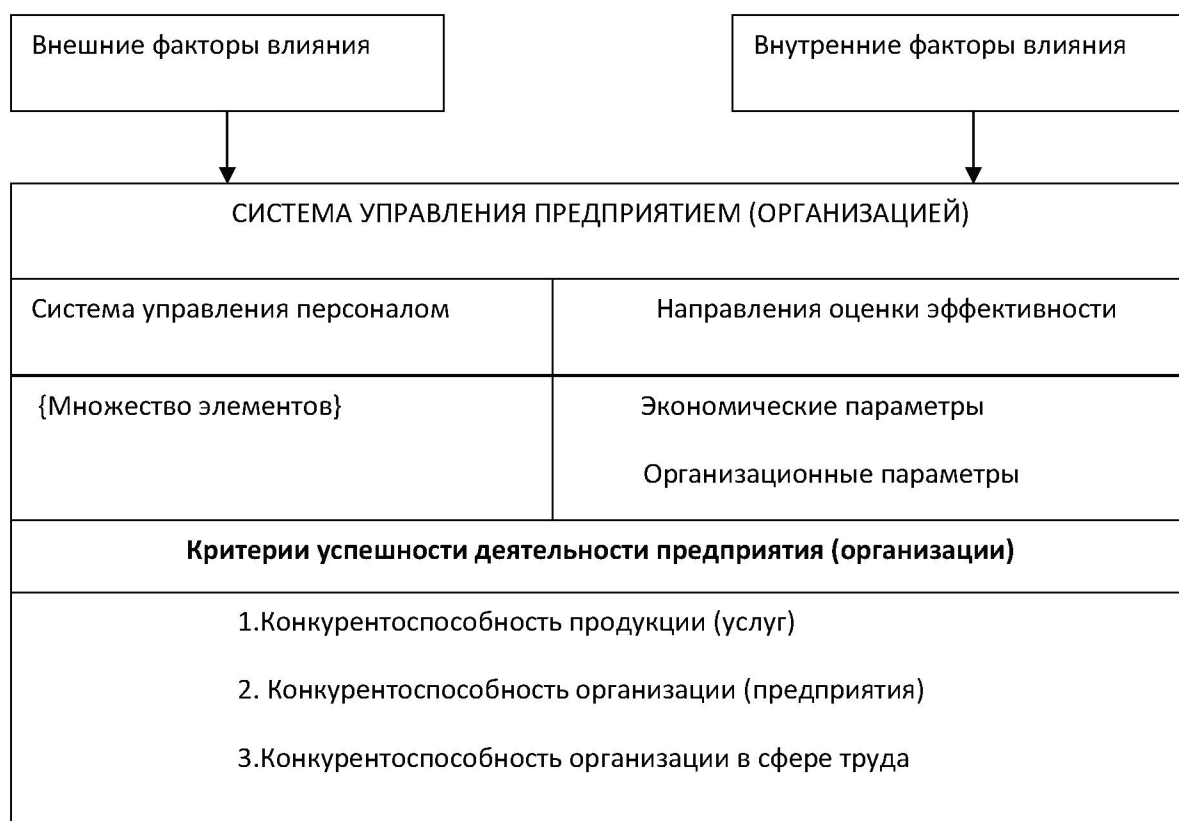 Внешние факторы влияния
Внутренние факторы влияния
СИСТЕМА УПРАВЛЕНИЯ ПРЕДПРИЯТИЕМ (ОРГАНИЗАЦИЕЙ)
Система управления персоналом
Направления оценки эффективности
{Множество элементов}
Экономические параметры
Организационные параметры
Критерии успешности деятельности предприятия (организации)
1.Конкурентоспособность продукции (услуг)
2. Конкурентоспособность организации (предприятия)
3.Конкурентоспособность организации в сфере труда